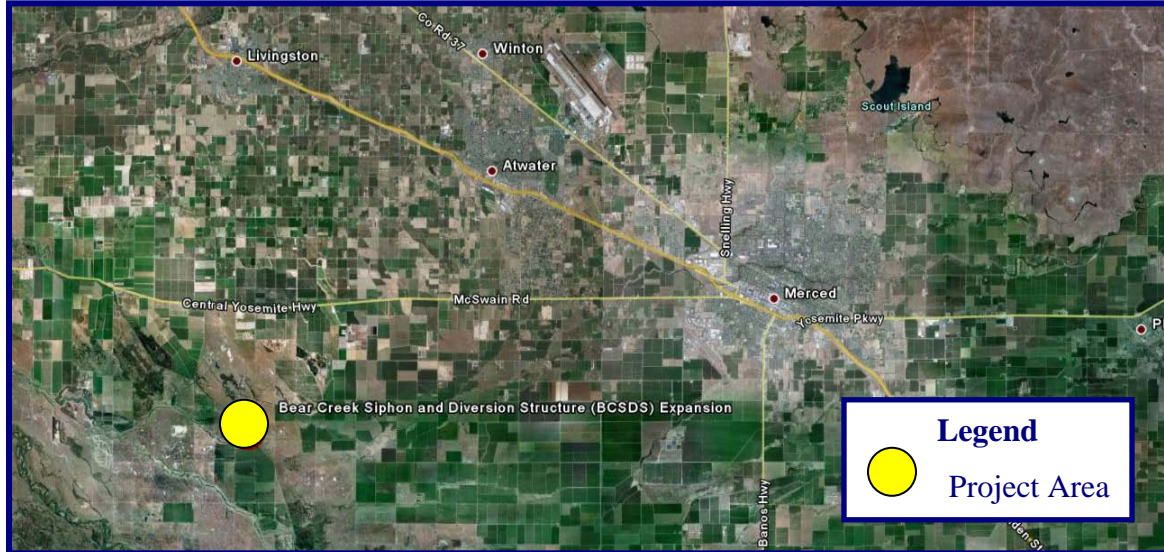 Co Rd 37
Winton
Livingston
Scout Island
Atwater
Snelling Hwy
Merced
Central Yosemite Hwy
McSwain Rd
Yosemite Pkwy
Bear Creek Siphon and Diversion Structure (BCSDS) Expansion
Banos Hwy
Legend
Project Area